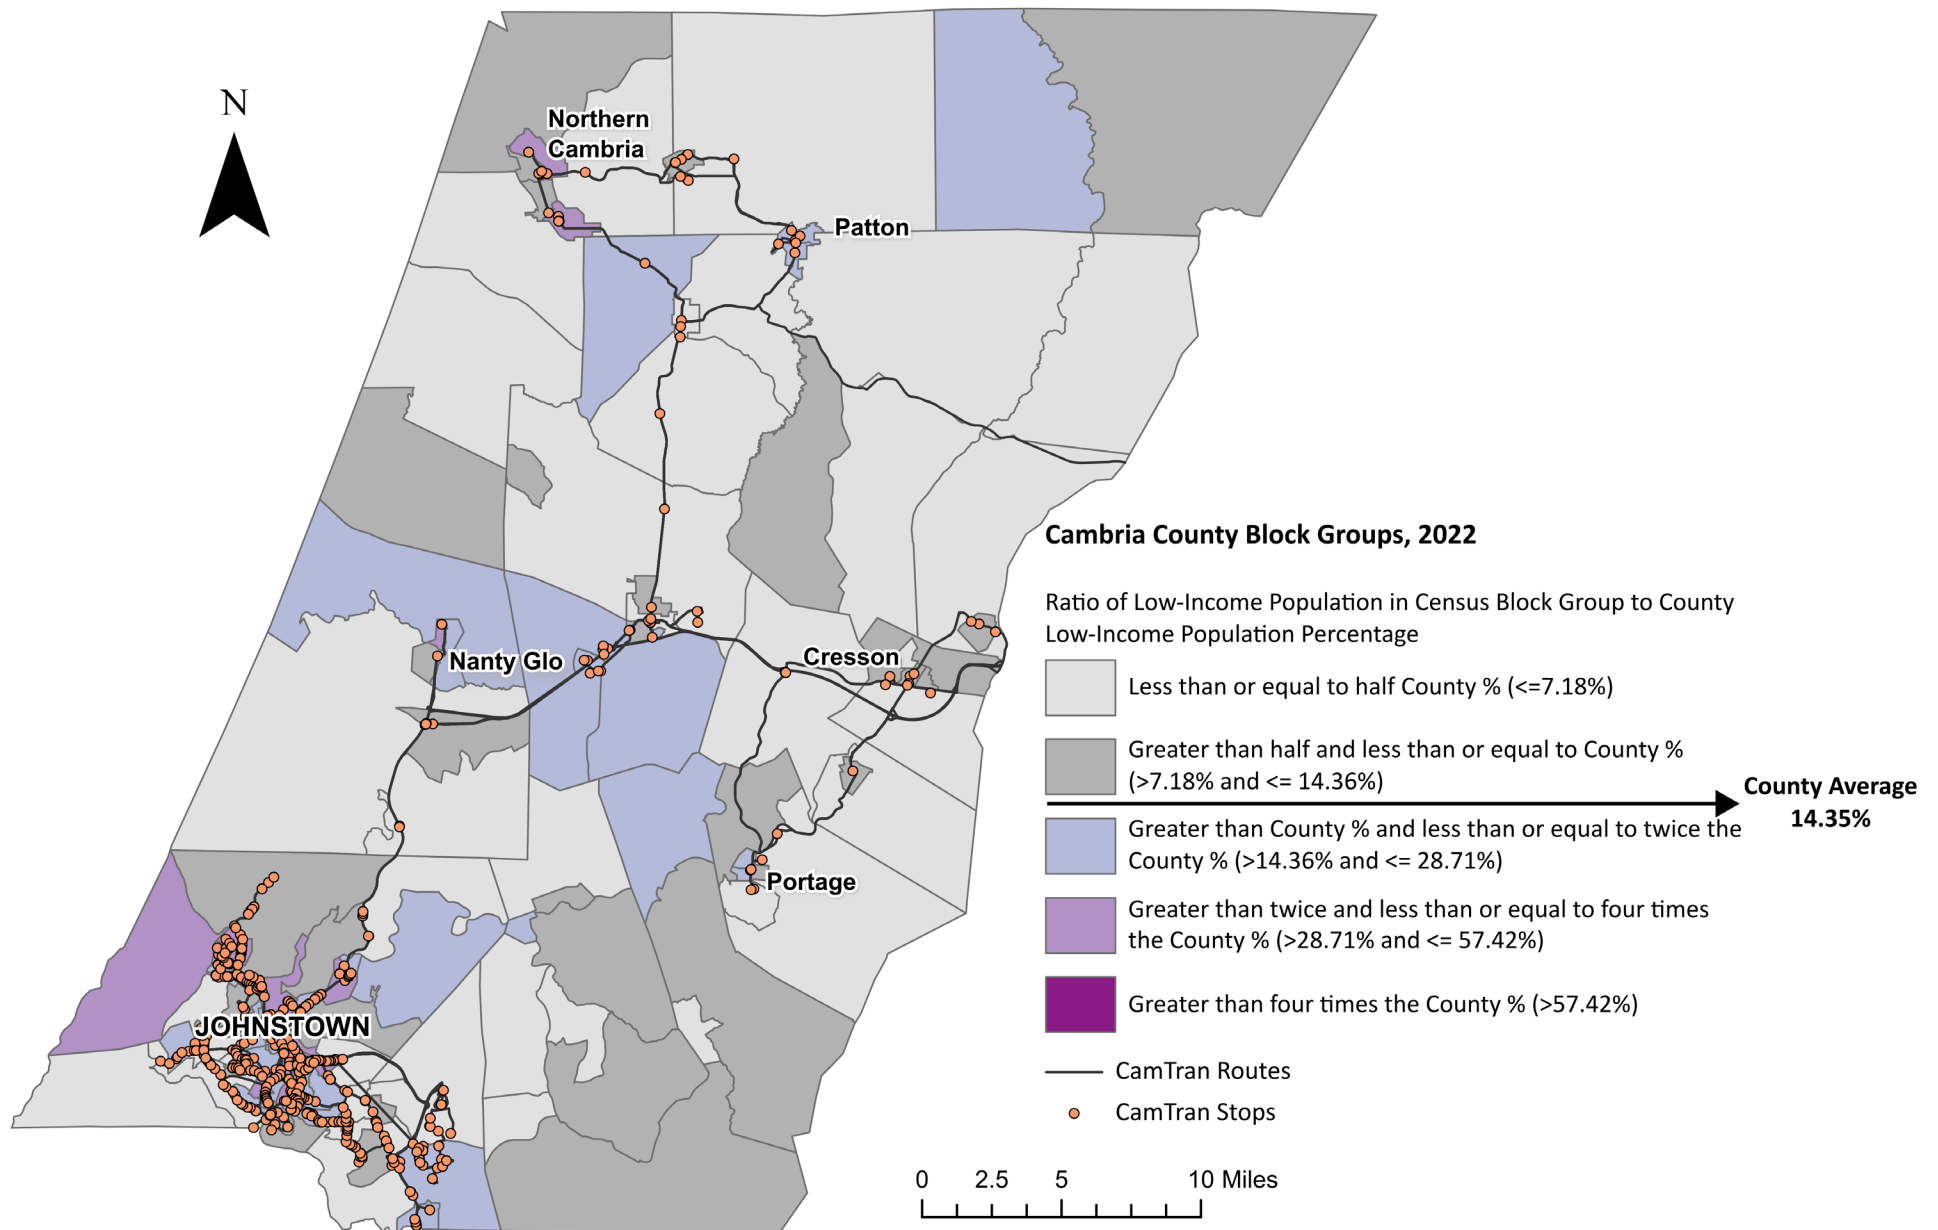 N
Northern
Cambria
Patton
Nanty Glo
Cresson
Portage
JOHNSTOWN
Cambria County Block Groups, 2022
Ratio of Low-Income Population in Census Block Group to County
Low-Income Population Percentage
Less than or equal to half County % (<=7.18%)
Greater than half and less than or equal to County %
(>7.18% and <= 14.36%)
County Average
14.35%
Greater than County % and less than or equal to twice the
County % (>14.36% and <= 28.71%)
Greater than twice and less than or equal to four times
the County % (>28.71% and <= 57.42%)
Greater than four times the County % (>57.42%)
CamTran Routes
CamTran Stops
0 2.5 5 10 Miles